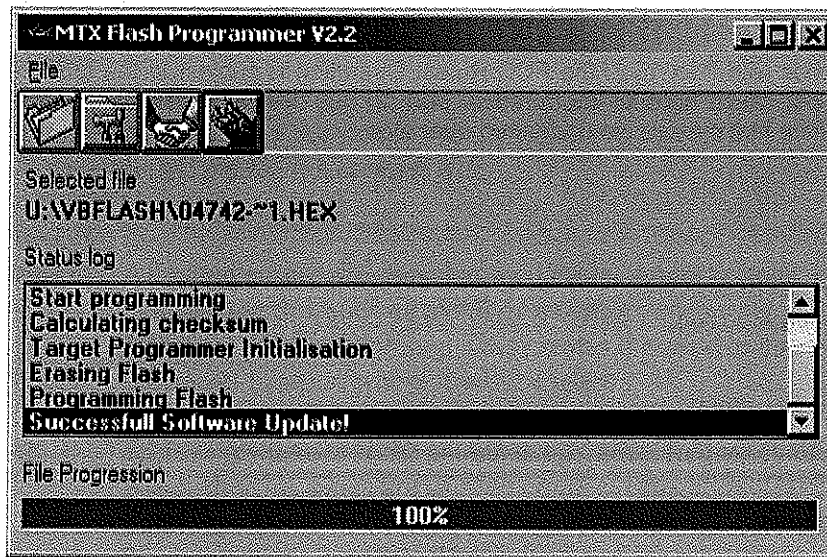 MTX Flash Programmer V2.2
File
Selected file
U:\VBFLASH\04742-~1.HEX
Status log
Start programming
Calculating checksum
Target Programmer Initialisation
Erasing Flash
Programming Flash
Successfull Software Update!
File Progression
100%